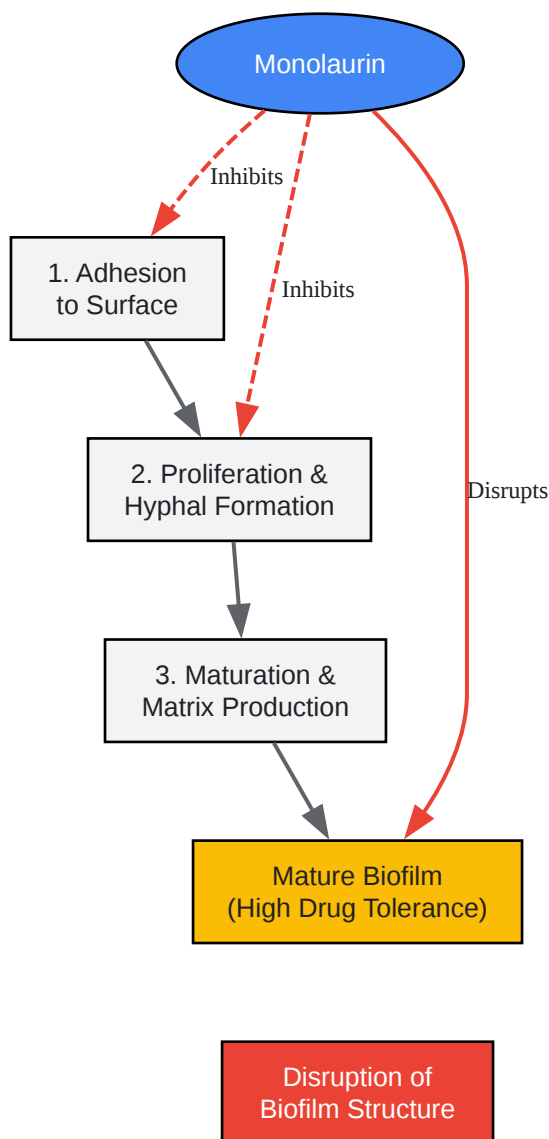 Monolaurin
Inhibits
1. Adhesion
to Surface
Inhibits
2. Proliferation &
Hyphal Formation
Disrupts
3. Maturation &
Matrix Production
Mature Biofilm
(High Drug Tolerance)
Disruption of
Biofilm Structure